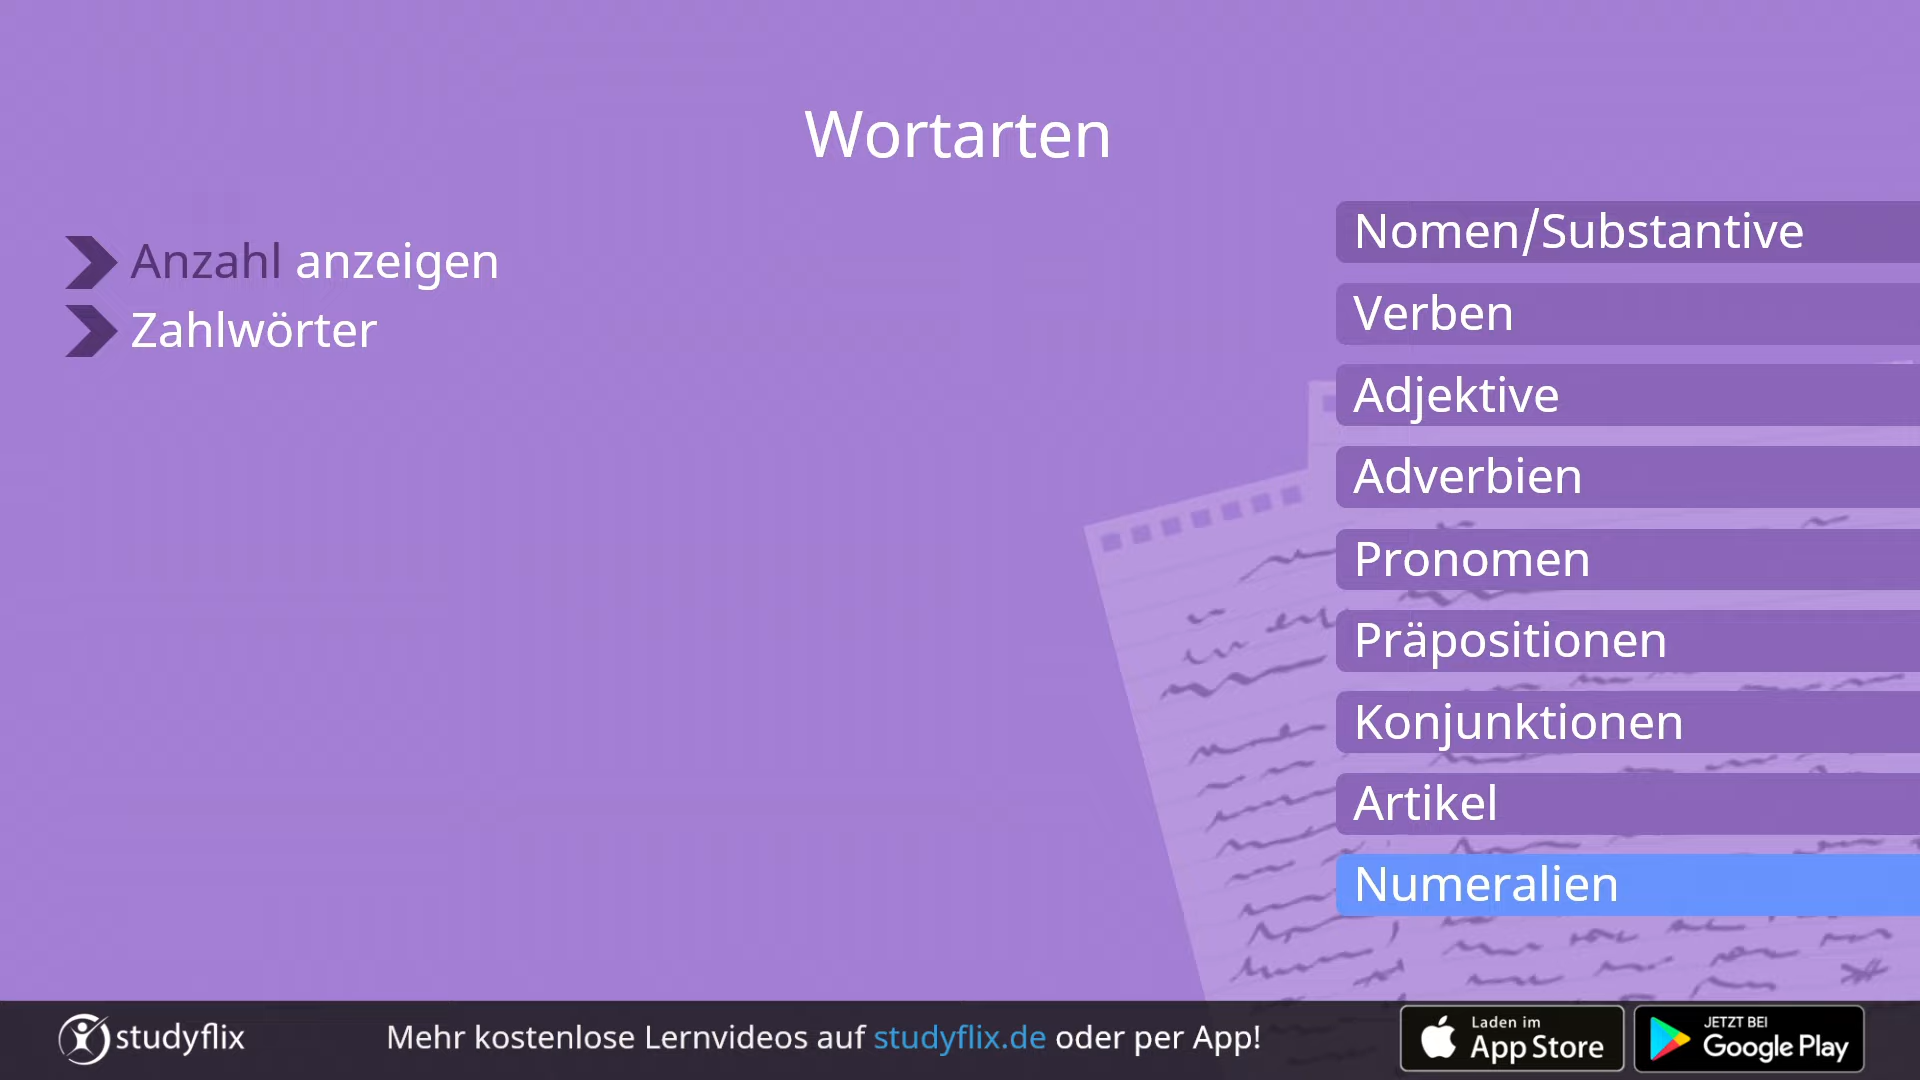 Wortarten
Anzahl anzeigen
Zahlwörter
Nomen/Substantive
Verben
Adjektive
Adverbien
Pronomen
Präpositionen
Konjunktionen
Artikel
Numeralien
studyflix
Mehr kostenlose Lernvideos auf studyflix.de oder per App!
Laden im
App Store
JETZT BEI
Google Play